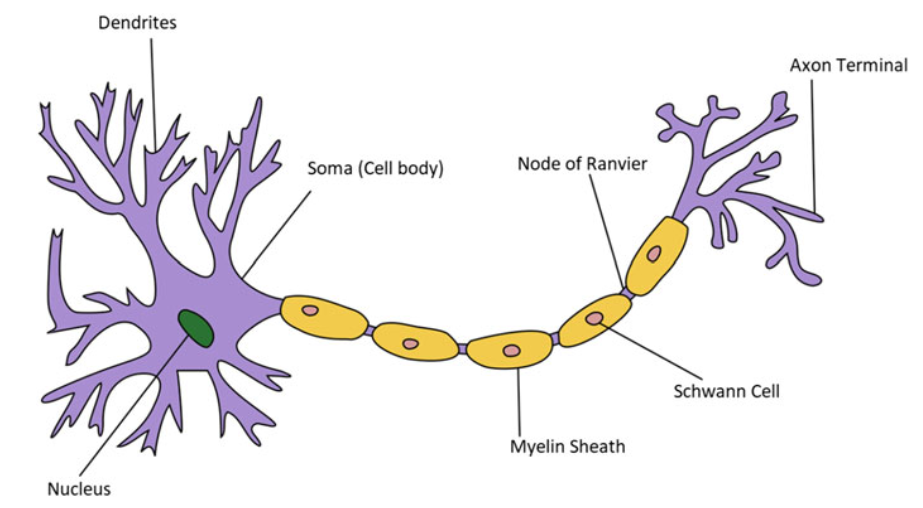 Dendrites
Axon Terminal
Soma (Cell body)
Node of Ranvier
Schwann Cell
Myelin Sheath
Nucleus